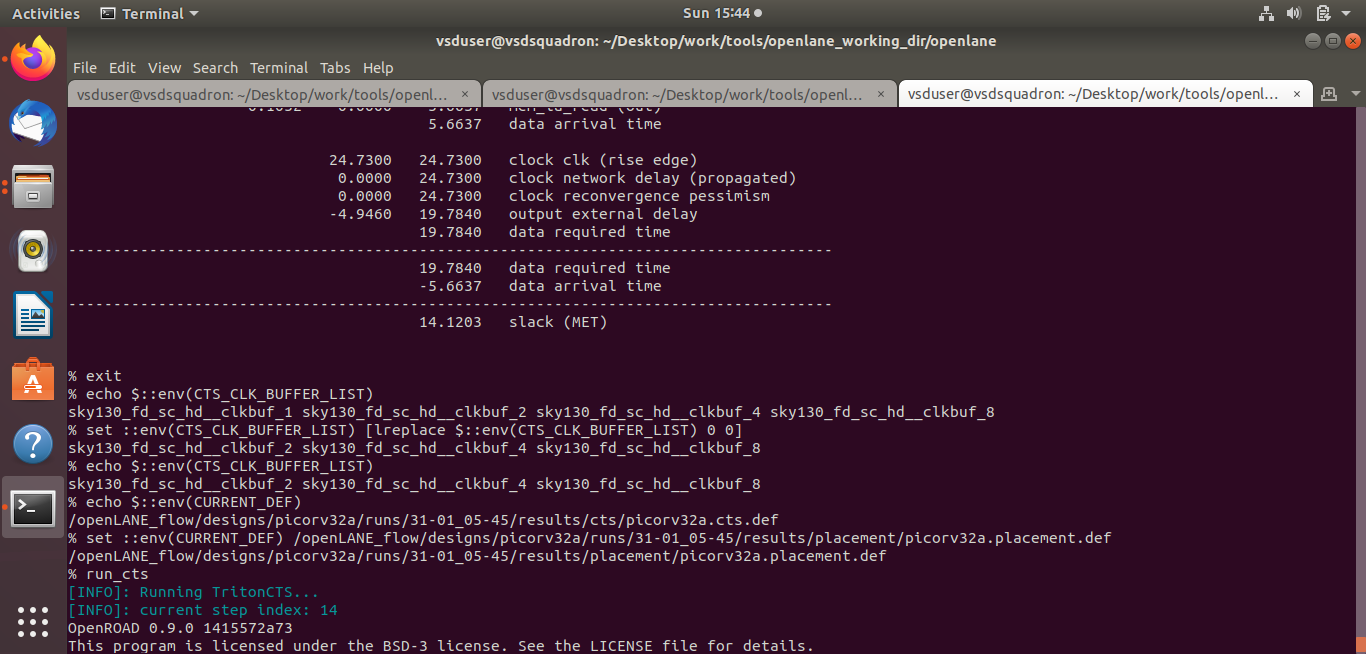 Activities Terminal Sun 15:44
vsduser@vsdsquadron: ~/Desktop/work/tools/openlane_working_dir/openlane
File Edit View Search Terminal Tabs Help
vsduser@vsdsquadron: ~/Desktop/work/tools/openl... × vsduser@vsdsquadron: ~/Desktop/work/tools/openl... × vsduser@vsdsquadron: ~/Desktop/work/tools/openl... ×
5.6637 data arrival time
24.7300 24.7300 clock clk (rise edge)
0.0000 24.7300 clock network delay (propagated)
0.0000 24.7300 clock reconvergence pessimism
-4.9460 19.7840 output external delay
19.7840 data required time
-------------------------------------------------------------------------------------
19.7840 data required time
-5.6637 data arrival time
-------------------------------------------------------------------------------------
14.1203 slack (MET)
% exit
% echo $::env(CTS_CLK_BUFFER_LIST)
sky130_fd_sc_hd__clkbuf_1 sky130_fd_sc_hd__clkbuf_2 sky130_fd_sc_hd__clkbuf_4 sky130_fd_sc_hd__clkbuf_8
% set ::env(CTS_CLK_BUFFER_LIST) [lreplace $::env(CTS_CLK_BUFFER_LIST) 0 0]
sky130_fd_sc_hd__clkbuf_2 sky130_fd_sc_hd__clkbuf_4 sky130_fd_sc_hd__clkbuf_8
% echo $::env(CTS_CLK_BUFFER_LIST)
sky130_fd_sc_hd__clkbuf_2 sky130_fd_sc_hd__clkbuf_4 sky130_fd_sc_hd__clkbuf_8
% echo $::env(CURRENT_DEF)
/openLANE_flow/designs/picorv32a/runs/31-01_05-45/results/cts/picorv32a.cts.def
% set ::env(CURRENT_DEF) /openLANE_flow/designs/picorv32a/runs/31-01_05-45/results/placement/picorv32a.placement.def
/openLANE_flow/designs/picorv32a/runs/31-01_05-45/results/placement/picorv32a.placement.def
% run_cts
[INFO]: Running TritonCTS...
[INFO]: current step index: 14
OpenROAD 0.9.0 1415572a73
This program is licensed under the BSD-3 license. See the LICENSE file for details.